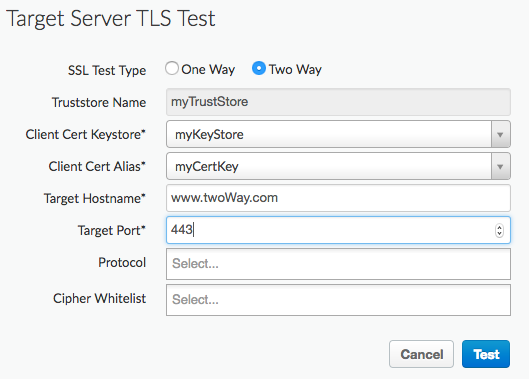 Target Server TLS Test
SSL Test Type One Way Two Way
Truststore Name myTrustStore
Client Cert Keystore* myKeyStore
Client Cert Alias* myCertKey
Target Hostname* www.twoWay.com
Target Port* 443
Protocol Select...
Cipher Whitelist Select...
Cancel Test